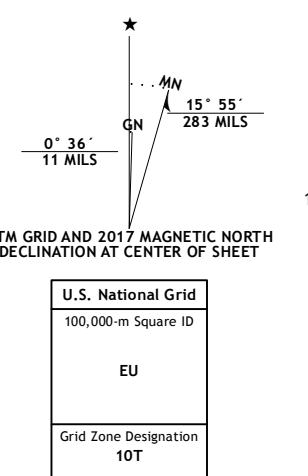 ★
MN
15° 55´
283 MILS
GN
0° 36´
11 MILS
TM GRID AND 2017 MAGNETIC NORTH
DECLINATION AT CENTER OF SHEET
U.S. National Grid
100,000-m Square ID
EU
Grid Zone Designation
10T